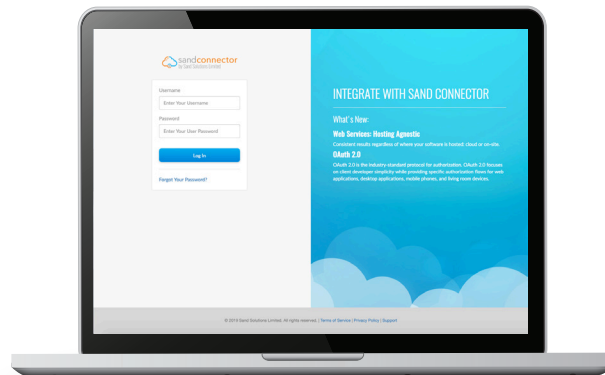 sandconnector
by Sand Solutions Limited
Username
Enter Your Username
Password
Enter Your User Password
Log In
Forgot Your Password?
INTEGRATE WITH SAND CONNECTOR
What's New:
Web Services: Hosting Agnostic
Consistent results regardless of where your software is hosted: cloud or on-site.
OAuth 2.0
OAuth 2.0 is the industry-standard protocol for authorization. OAuth 2.0 focuses
on client developer simplicity while providing specific authorization flows for web
applications, desktop applications, mobile phones, and living room devices.
© 2019 Sand Solutions Limited. All rights reserved. | Terms of Service | Privacy Policy | Support